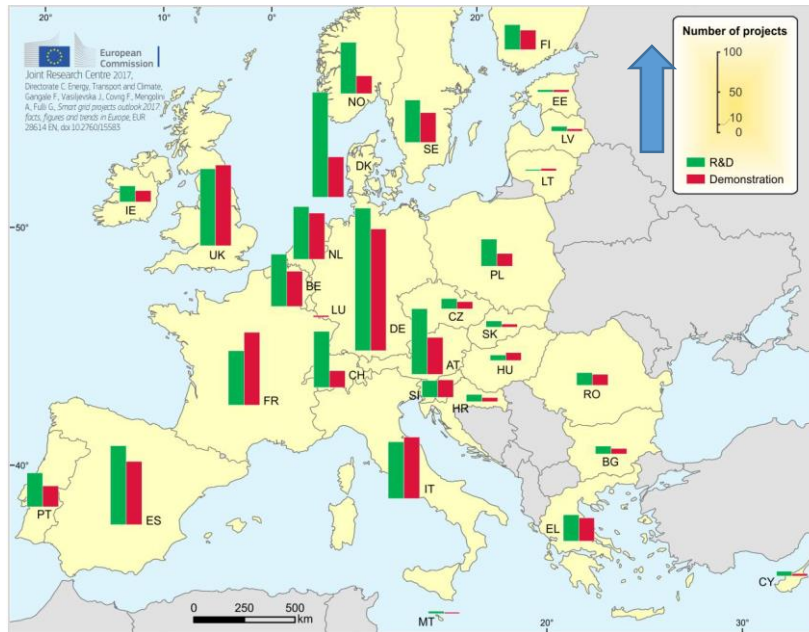 20° 10° 0° 20°
European
Commission
Joint Research Centre 2017,
Directorate C. Energy, Transport and Climate,
Gangale F., Vasiljevska J., Covrig F., Mengolini
A., Fulli G., Smart grid projects outlook 2017:
facts, figures and trends in Europe, EUR
28614 EN, doi:10.2760/15583
Number of projects
100
50
10
0
R&D
Demonstration
FI
NO
EE
SE
LV
DK
LT
IE
50°
UK
NL
PL
BE
LU
CZ
DE
SK
AT
HU
CH
RO
FR
SI
HR
BG
40°
40°
IT
PT
ES
EL
CY
MT
0 250 500
km
20° 30°